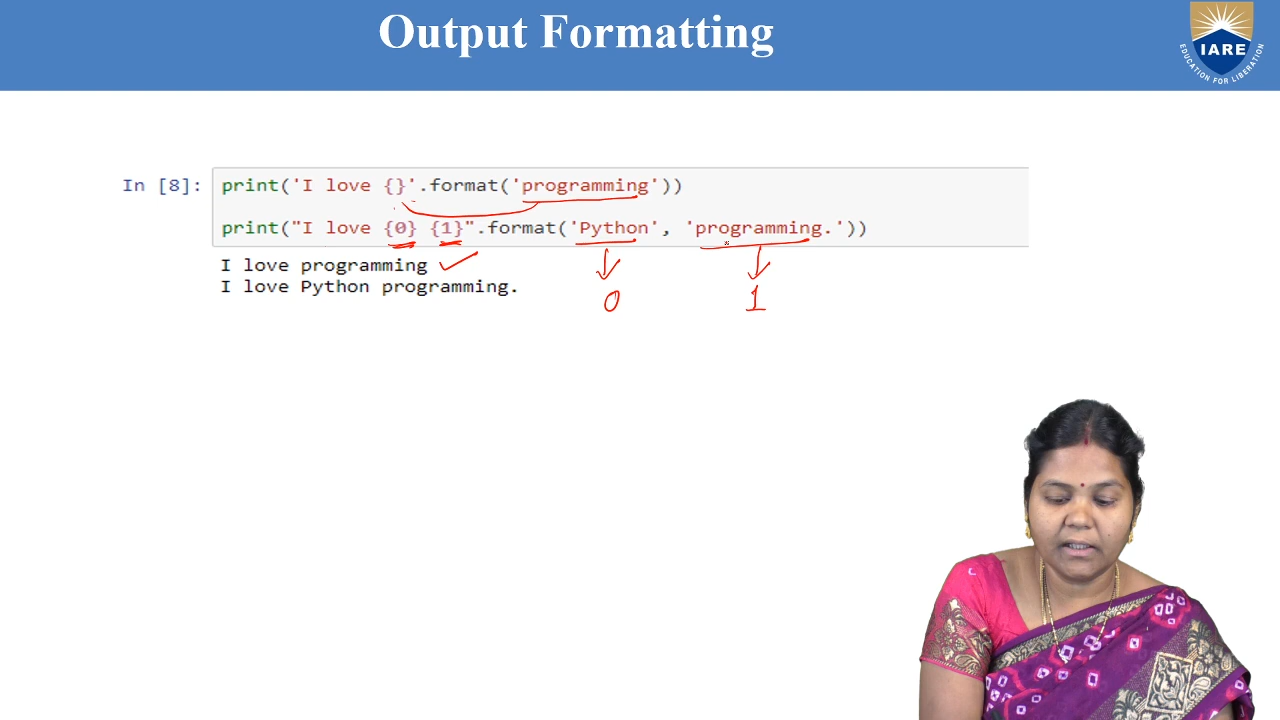 Output Formatting
IARE
EDUCATION FOR LIBERATION
In [8]: print('I love {}'.format('programming'))
print("I love {0} {1}".format('Python', 'programming.'))
I love programming
I love Python programming.
0 1